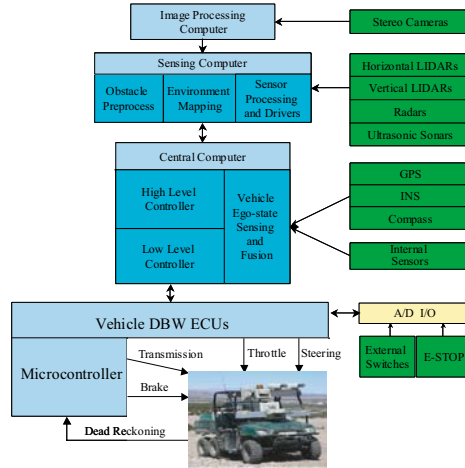 Image Processing
Computer
Stereo Cameras
Sensing Computer
Obstacle
Preprocess
Environment
Mapping
Sensor
Processing
and Drivers
Horizontal LIDARs
Vertical LIDARs
Radars
Ultrasonic Sonars
Central Computer
High Level
Controller
Low Level
Controller
Vehicle
Ego-state
Sensing
and
Fusion
GPS
INS
Compass
Internal
Sensors
Vehicle DBW ECUs
A/D I/O
External
Switches
E-STOP
Microcontroller
Transmission
Throttle
Steering
Brake
Dead Reckoning